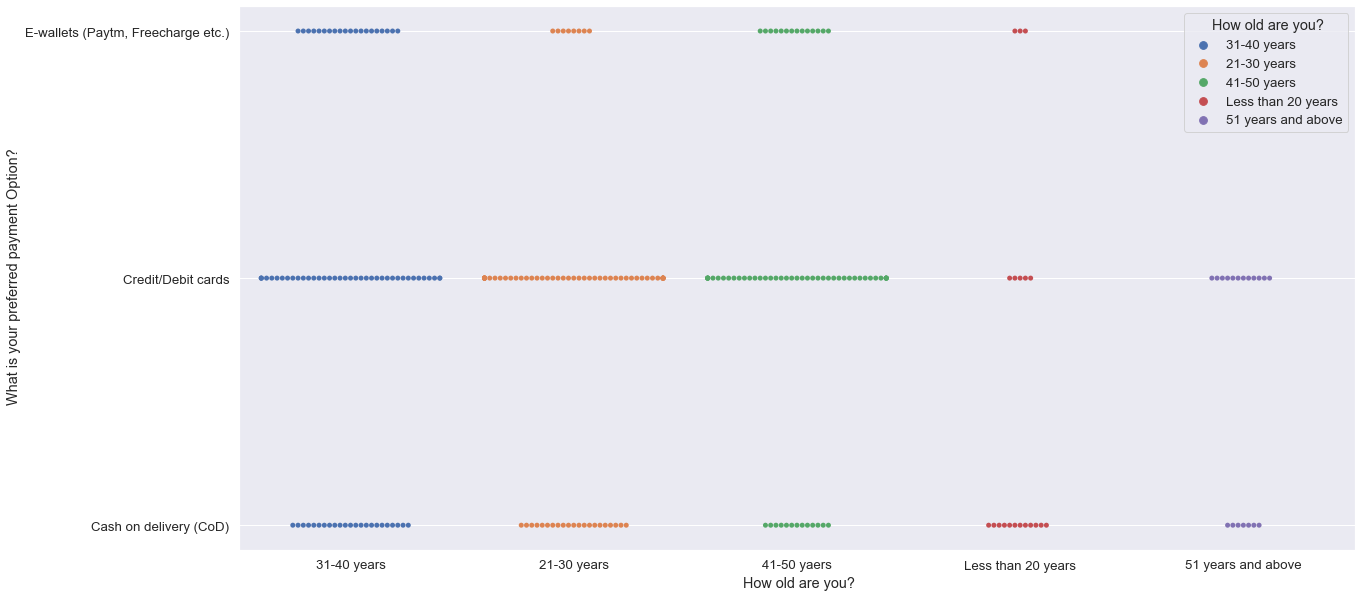 E-wallets (Paytm, Freecharge etc.)
Credit/Debit cards
Cash on delivery (CoD)
What is your preferred payment Option?
How old are you?
31-40 years
21-30 years
41-50 yaers
Less than 20 years
51 years and above
31-40 years
21-30 years
41-50 yaers
Less than 20 years
51 years and above
How old are you?